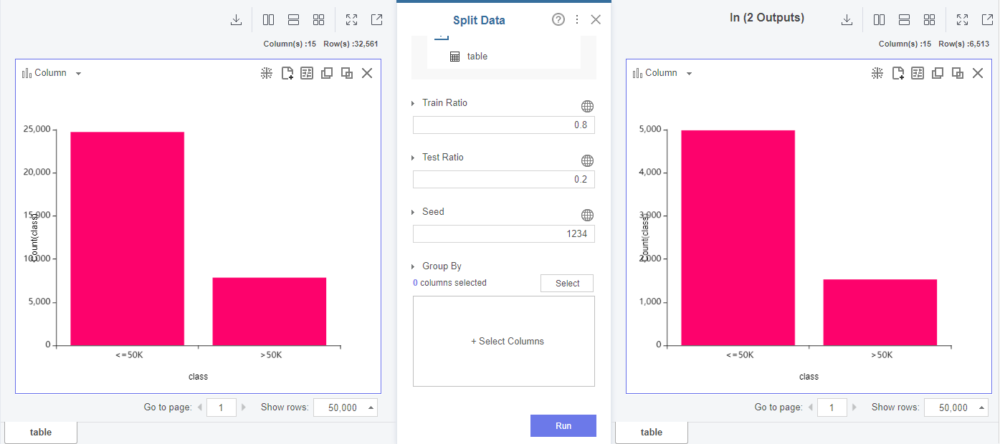 Column(s) :15 Row(s) :32,561
Column
25,000
20,000
15,000
10,000
5,000
0
Count(class)
<=50K >50K
class
Go to page: 1 Show rows: 50,000
table
Split Data
table
Train Ratio
0.8
Test Ratio
0.2
Seed
1234
Group By
0 columns selected Select
+ Select Columns
Run
In (2 Outputs)
Column(s) :15 Row(s) :6,513
Column
5,000
4,000
3,000
2,000
1,000
0
Count(class)
<=50K >50K
class
Go to page: 1 Show rows: 50,000
table